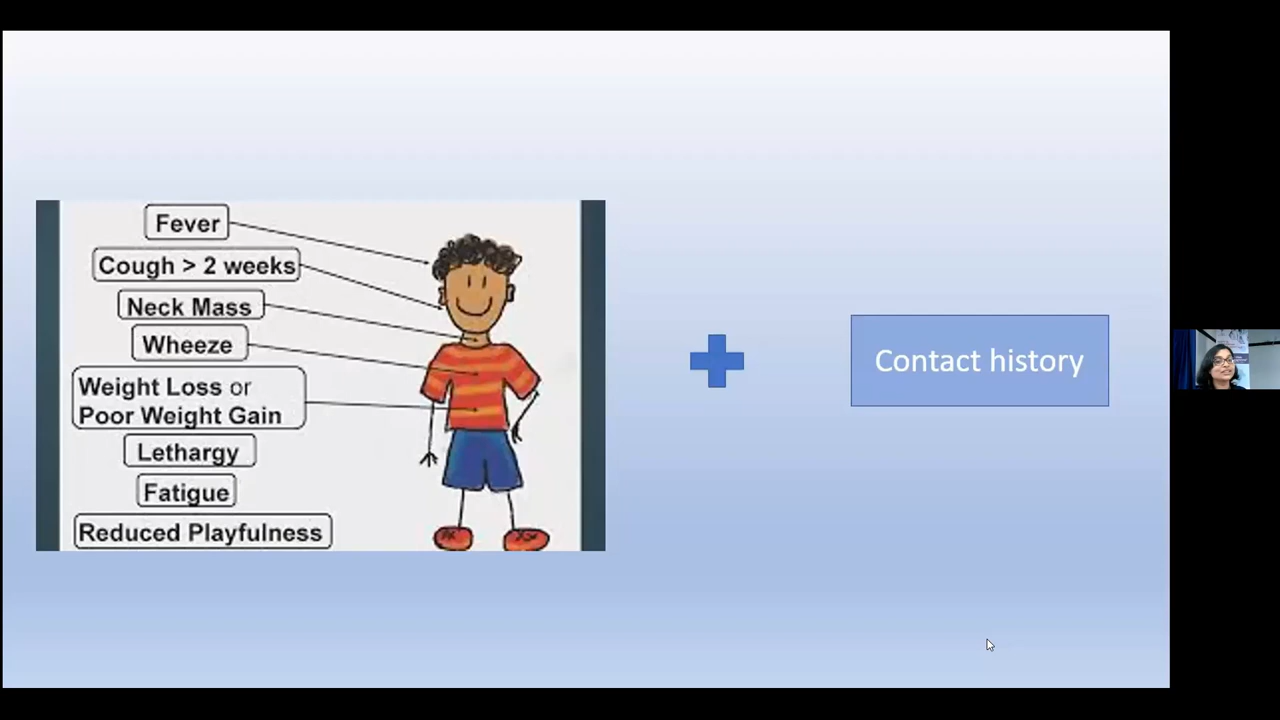 Fever
Cough > 2 weeks
Neck Mass
Wheeze
Weight Loss or
Poor Weight Gain
Lethargy
Fatigue
Reduced Playfulness
Contact history